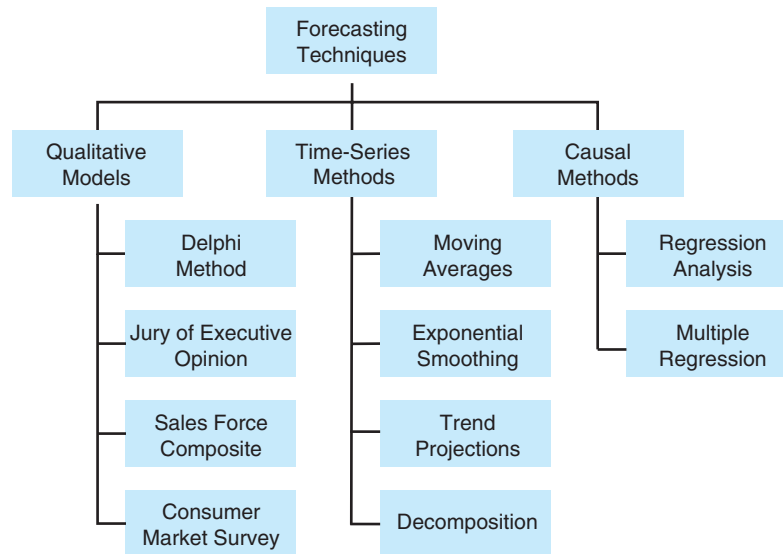 Forecasting
Techniques
Qualitative
Models
Time-Series
Methods
Causal
Methods
Delphi
Method
Jury of Executive
Opinion
Sales Force
Composite
Consumer
Market Survey
Moving
Averages
Exponential
Smoothing
Trend
Projections
Decomposition
Regression
Analysis
Multiple
Regression